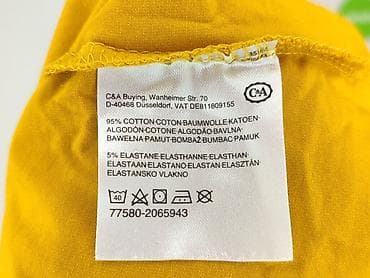 C&A Buying, Wanheimer Str. 70
D-40468 Düsseldorf, VAT DE811809155
C&A
95% COTTON·COTON·BAUMWOLLE·KATOEN·
ALGODÓN·COTONE·ALGODÃO·BAVLNA·
BAWEŁNA·PAMUT·BOMBAŽ·BUMBAC·PAMUK
5% ELASTANE·ELASTHANNE·ELASTHAN·
ELASTAAN·ELASTANO·ELASTAN·ELASZTÁN·
ELASTANSKO VLAKNO
40
77580-2065943